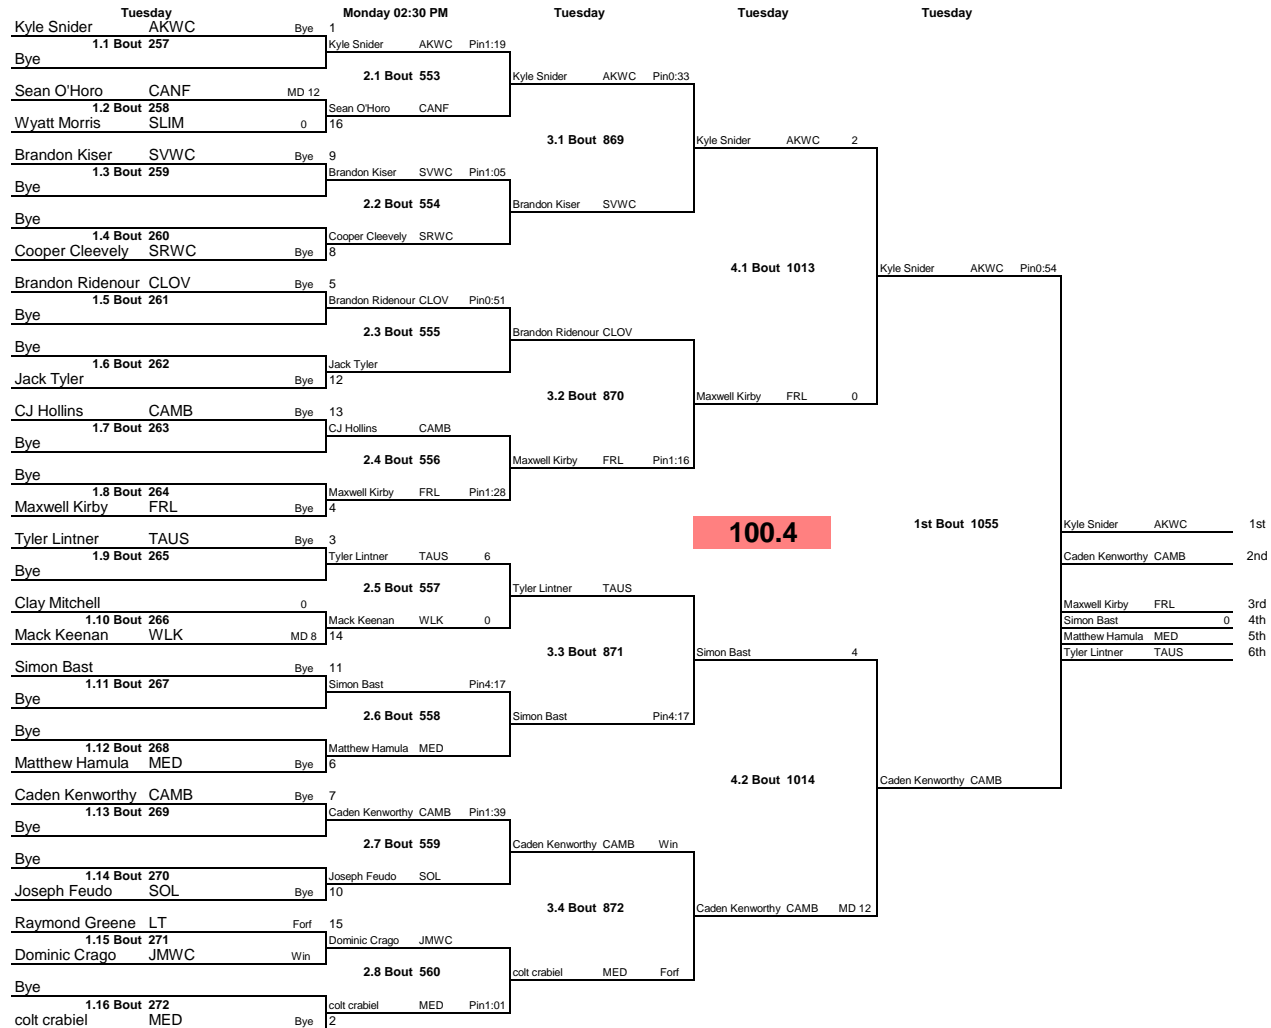 Tuesday Monday 02:30 PM Tuesday Tuesday Tuesday
Kyle Snider AKWC Bye 1
1.1 Bout 257
Kyle Snider AKWC Pin1:19
Bye
2.1 Bout 553
Kyle Snider AKWC Pin0:33
Sean O'Horo CANF MD 12
1.2 Bout 258
Sean O'Horo CANF
Wyatt Morris SLIM 0 16
3.1 Bout 869
Kyle Snider AKWC 2
Brandon Kiser SVWC Bye 9
1.3 Bout 259
Brandon Kiser SVWC Pin1:05
Bye
2.2 Bout 554
Brandon Kiser SVWC
Bye
1.4 Bout 260
Cooper Cleevely SRWC
Cooper Cleevely SRWC Bye 8
4.1 Bout 1013
Kyle Snider AKWC Pin0:54
Brandon Ridenour CLOV Bye 5
1.5 Bout 261
Brandon Ridenour CLOV Pin0:51
Bye
2.3 Bout 555
Brandon Ridenour CLOV
Bye
1.6 Bout 262
Jack Tyler
Jack Tyler Bye 12
3.2 Bout 870
Maxwell Kirby FRL 0
CJ Hollins CAMB Bye 13
1.7 Bout 263
CJ Hollins CAMB
Bye
2.4 Bout 556
Maxwell Kirby FRL Pin1:16
Bye
1.8 Bout 264
Maxwell Kirby FRL Pin1:28
Maxwell Kirby FRL Bye 4
100.4
1st Bout 1055
Kyle Snider AKWC 1st
Tyler Lintner TAUS Bye 3
1.9 Bout 265
Tyler Lintner TAUS 6
Caden Kenworthy CAMB 2nd
Bye
2.5 Bout 557
Tyler Lintner TAUS
Clay Mitchell 0
Maxwell Kirby FRL 3rd
1.10 Bout 266
Mack Keenan WLK 0
Simon Bast 0 4th
Mack Keenan WLK MD 8 14
Matthew Hamula MED 5th
3.3 Bout 871
Simon Bast 4
Tyler Lintner TAUS 6th
Simon Bast Bye 11
1.11 Bout 267
Simon Bast Pin4:17
Bye
2.6 Bout 558
Simon Bast Pin4:17
Bye
1.12 Bout 268
Matthew Hamula MED
Matthew Hamula MED Bye 6
4.2 Bout 1014
Caden Kenworthy CAMB
Caden Kenworthy CAMB Bye 7
1.13 Bout 269
Caden Kenworthy CAMB Pin1:39
Bye
2.7 Bout 559
Caden Kenworthy CAMB Win
Bye
1.14 Bout 270
Joseph Feudo SOL
Joseph Feudo SOL Bye 10
3.4 Bout 872
Caden Kenworthy CAMB MD 12
Raymond Greene LT Forf 15
1.15 Bout 271
Dominic Crago JMWC
Dominic Crago JMWC Win
2.8 Bout 560
colt crabiel MED Forf
Bye
1.16 Bout 272
colt crabiel MED Pin1:01
colt crabiel MED Bye 2